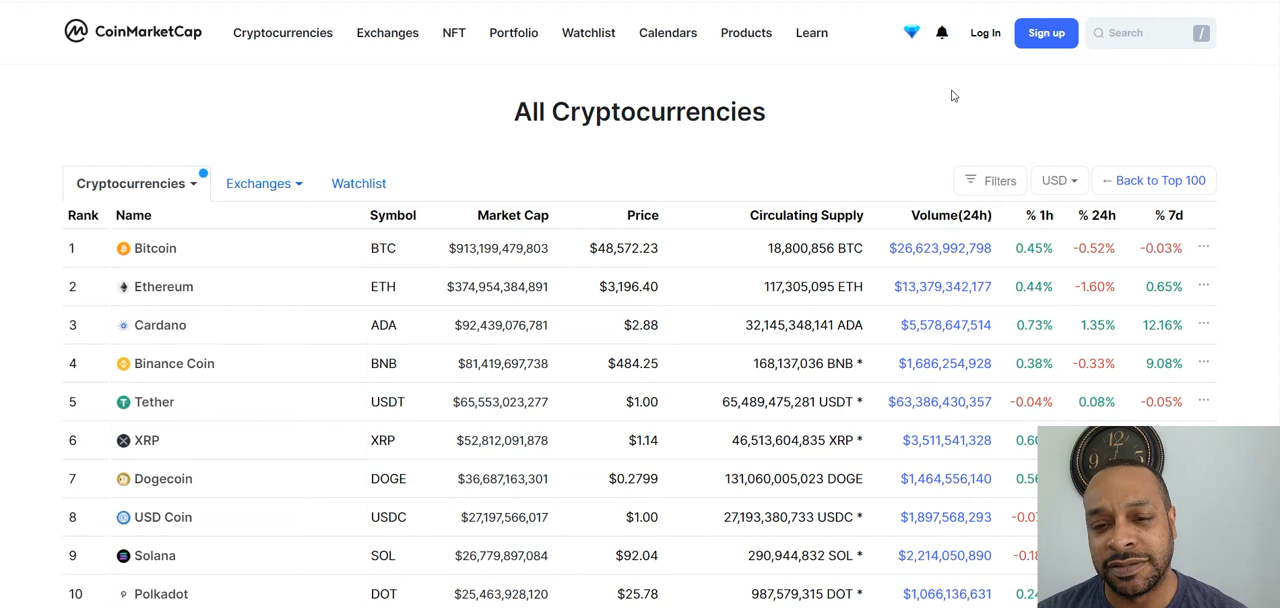 CoinMarketCap Cryptocurrencies Exchanges NFT Portfolio Watchlist Calendars Products Learn Log In Sign up Search /
All Cryptocurrencies
Cryptocurrencies Exchanges Watchlist Filters USD ← Back to Top 100
Rank Name Symbol Market Cap Price Circulating Supply Volume(24h) % 1h % 24h % 7d
1 Bitcoin BTC $913,199,479,803 $48,572.23 18,800,856 BTC $26,623,992,798 0.45% -0.52% -0.03% ...
2 Ethereum ETH $374,954,384,891 $3,196.40 117,305,095 ETH $13,379,342,177 0.44% -1.60% 0.65% ...
3 Cardano ADA $92,439,076,781 $2.88 32,145,348,141 ADA $5,578,647,514 0.73% 1.35% 12.16% ...
4 Binance Coin BNB $81,419,697,738 $484.25 168,137,036 BNB * $1,686,254,928 0.38% -0.33% 9.08% ...
5 Tether USDT $65,553,023,277 $1.00 65,489,475,281 USDT * $63,386,430,357 -0.04% 0.08% -0.05% ...
6 XRP XRP $52,812,091,878 $1.14 46,513,604,835 XRP * $3,511,541,328
7 Dogecoin DOGE $36,687,163,301 $0.2799 131,060,005,023 DOGE $1,464,556,140
8 USD Coin USDC $27,197,566,017 $1.00 27,193,380,733 USDC * $1,897,568,293
9 Solana SOL $26,779,897,084 $92.04 290,944,832 SOL * $2,214,050,890
10 Polkadot DOT $25,463,928,120 $25.78 987,579,315 DOT * $1,066,136,631